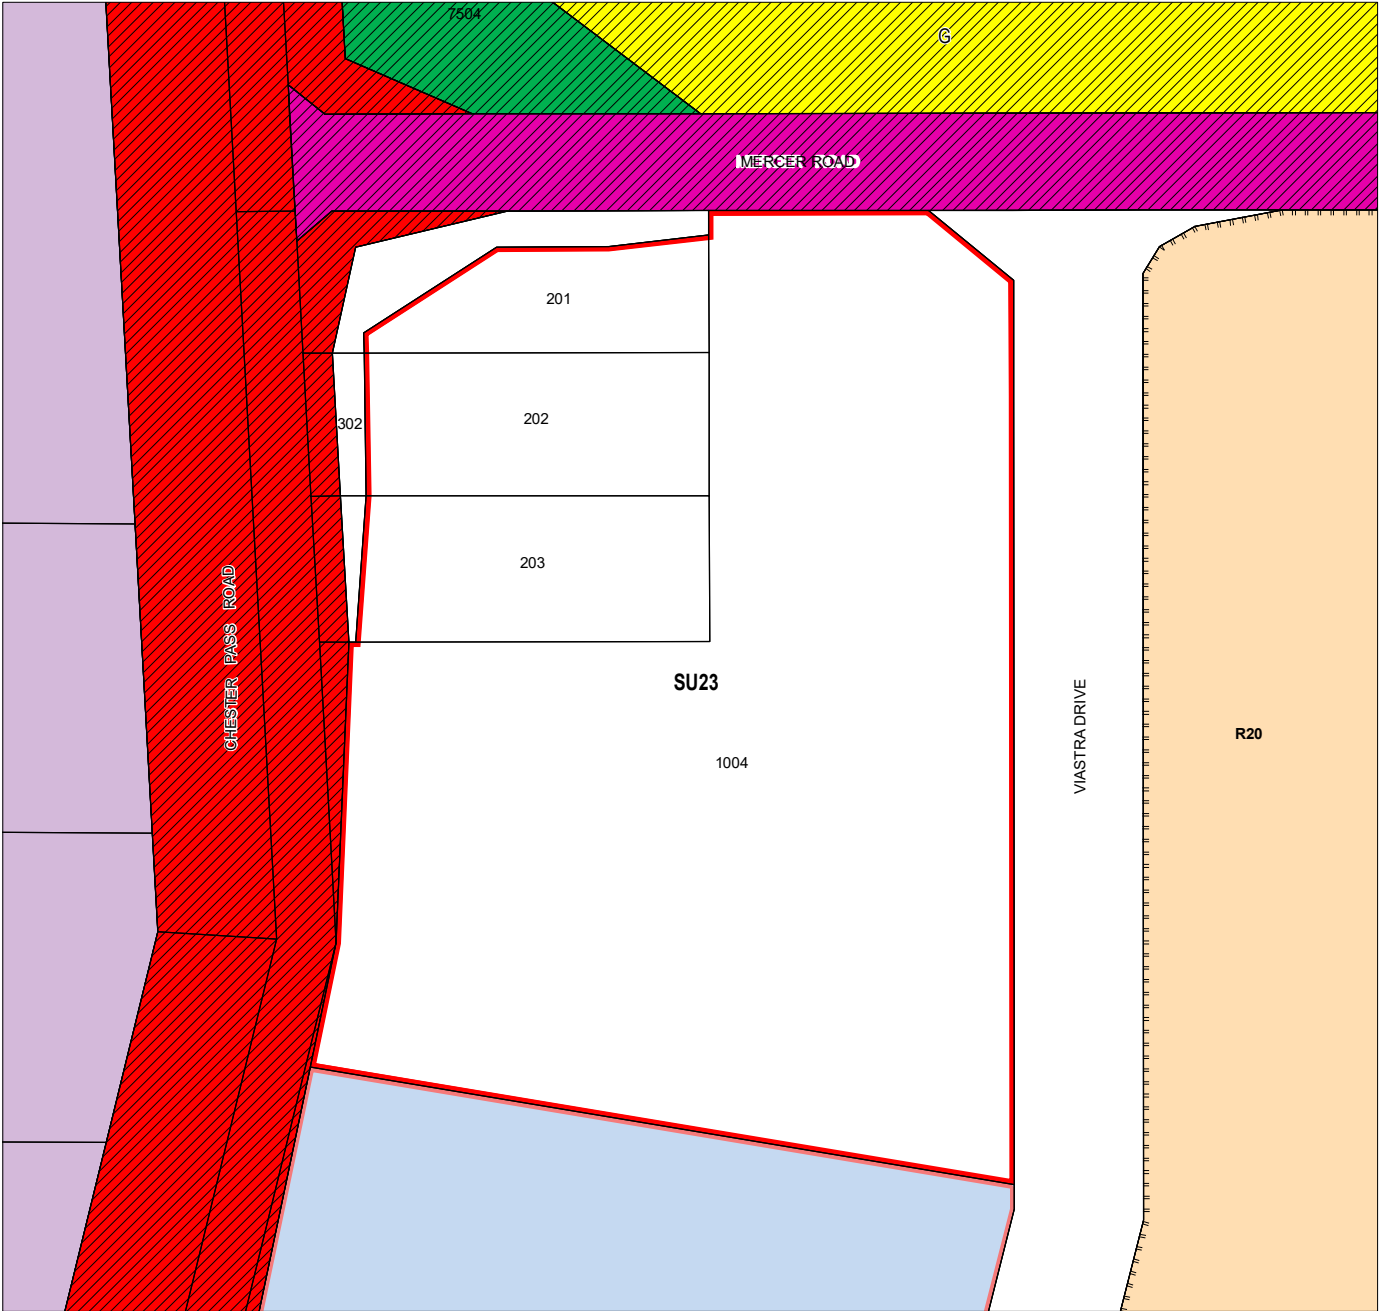 7504
G
MERCER ROAD
201
302
202
203
CHESTER PASS ROAD
SU23
VIASTRA DRIVE
R20
1004